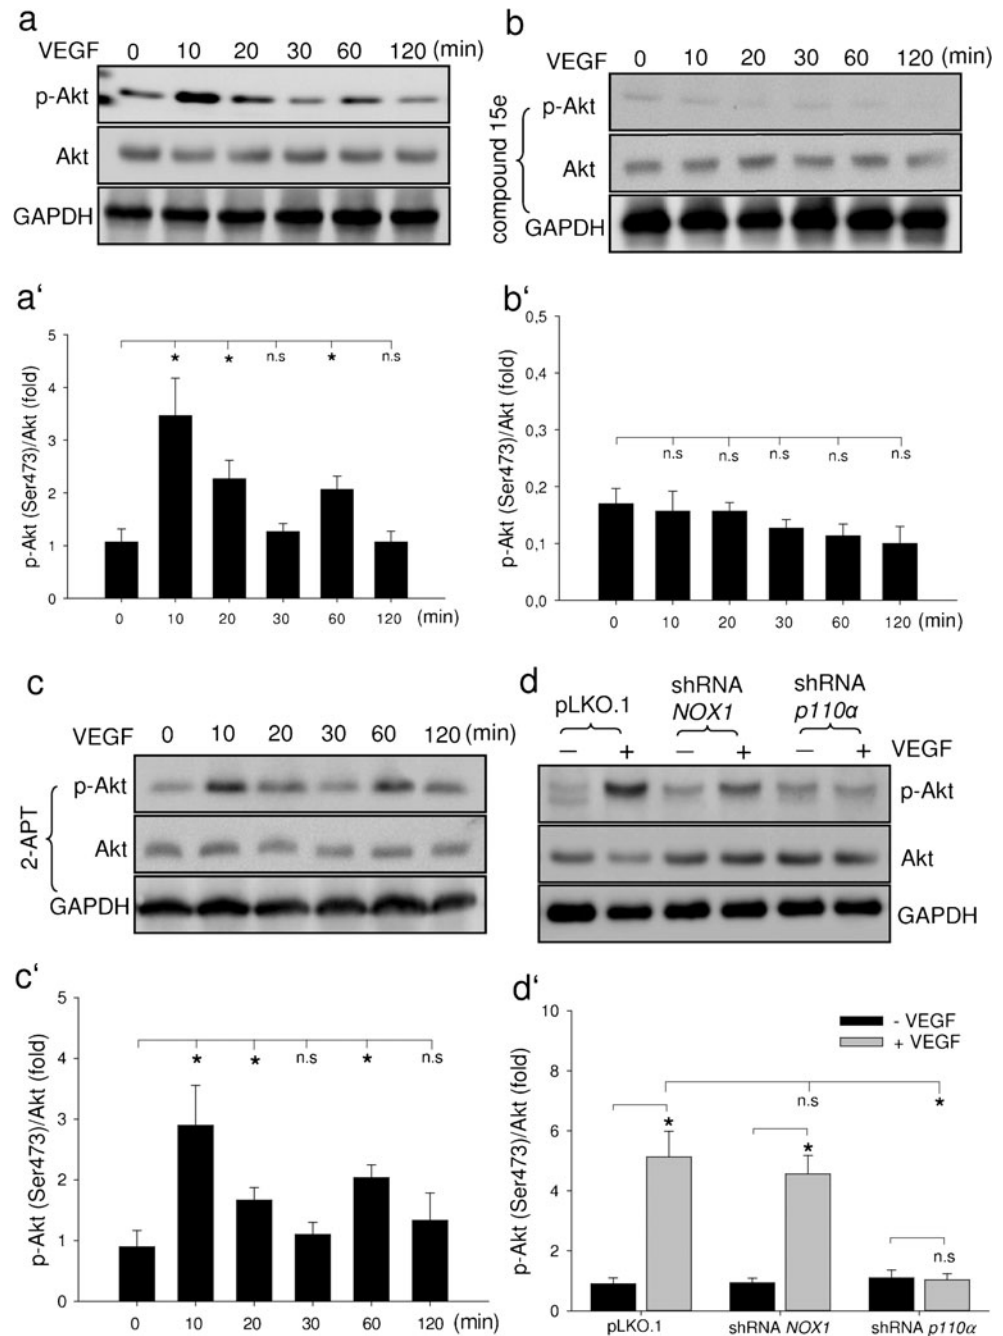 a
VEGF 0 10 20 30 60 120 (min)
p-Akt
Akt
GAPDH
b
VEGF 0 10 20 30 60 120 (min)
compound 15e
p-Akt
Akt
GAPDH
a'
p-Akt (Ser473)/Akt (fold)
5
4
3
2
1
0
* * n.s * n.s
0 10 20 30 60 120 (min)
b'
p-Akt (Ser473)/Akt (fold)
0,5
0,4
0,3
0,2
0,1
0,0
n.s n.s n.s n.s n.s
0 10 20 30 60 120 (min)
c
VEGF 0 10 20 30 60 120 (min)
2-APT
p-Akt
Akt
GAPDH
d
pLKO.1 shRNA NOX1 shRNA p110α
– + – + – + VEGF
p-Akt
Akt
GAPDH
c'
p-Akt (Ser473)/Akt (fold)
5
4
3
2
1
0
* * n.s * n.s
0 10 20 30 60 120 (min)
d'
p-Akt (Ser473)/Akt (fold)
10
8
6
4
2
0
- VEGF
+ VEGF
n.s *
* * n.s
pLKO.1 shRNA NOX1 shRNA p110α